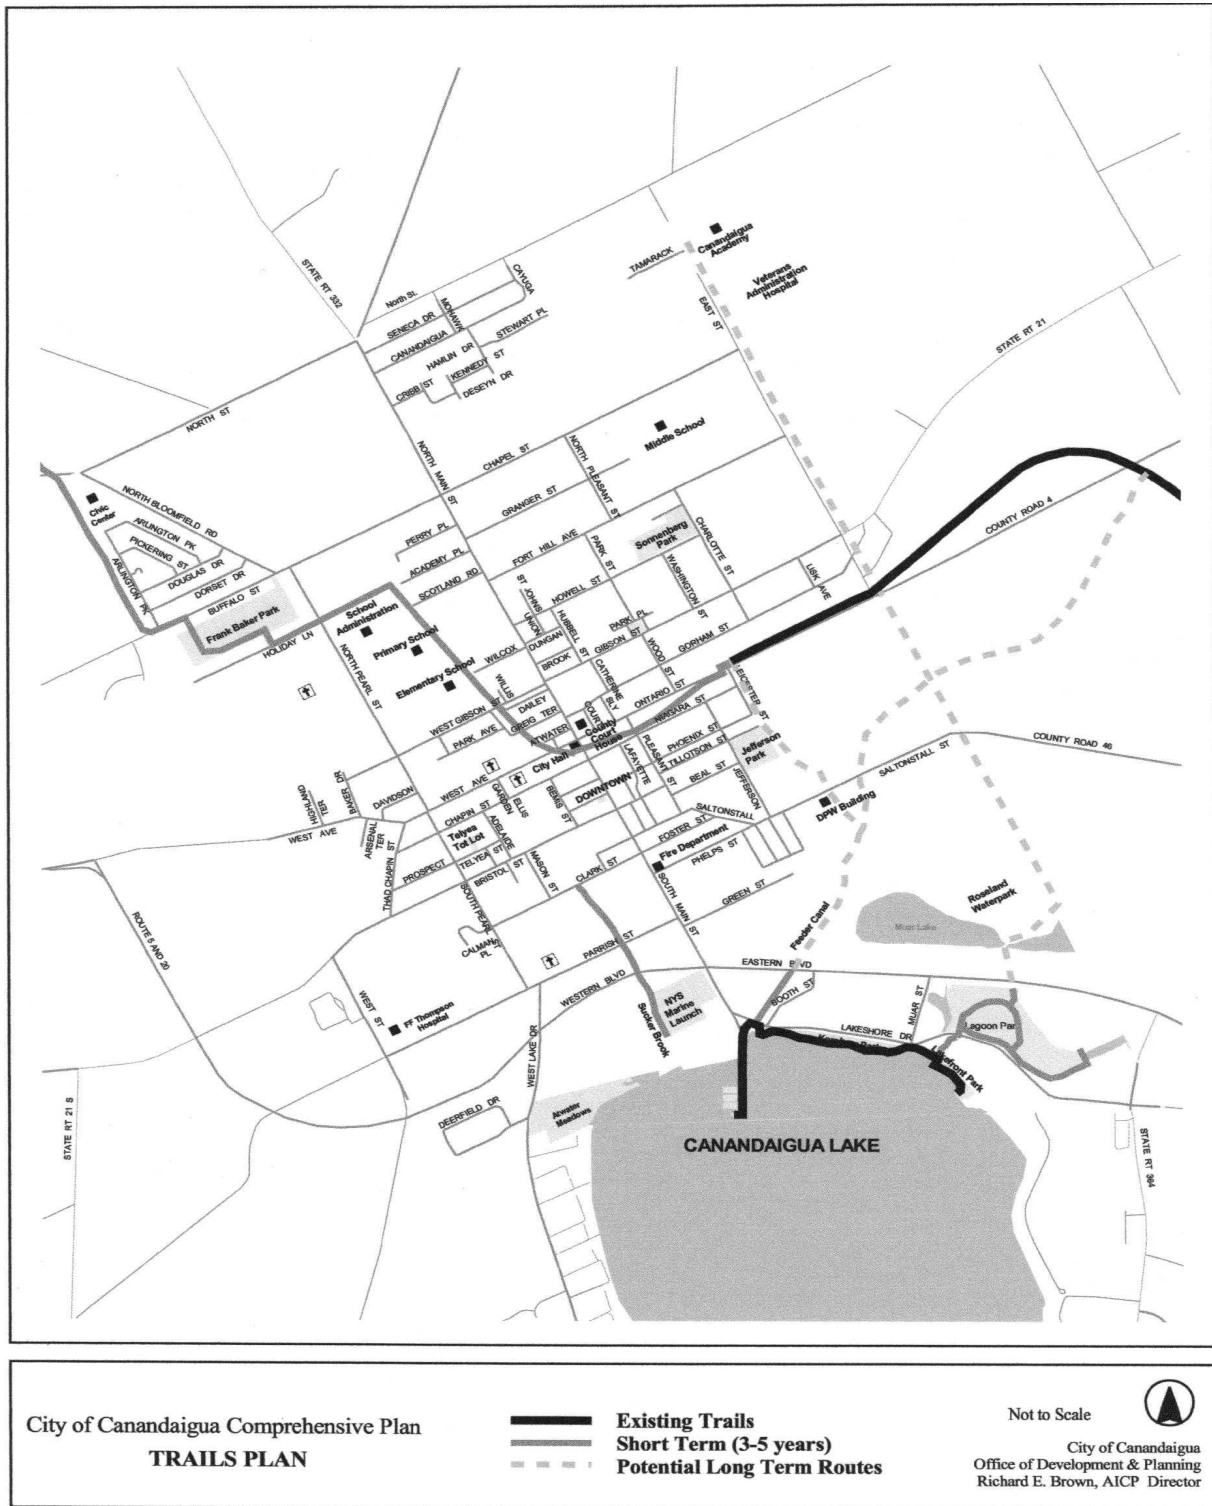 Canandaigua
Academy
TAMARACK
Veterans
Administration
Hospital
STATE RT 332
CAYUGA
North St.
MOHAWK
SENECA DR
EAST ST
STEWART PL
CANANDAIGUA
HAMLIN DR
STATE RT 21
KENNEDY ST
CRIBB ST
DESEYN DR
NORTH ST
Middle School
NORTH MAIN ST
CHAPEL ST
NORTH PLEASANT ST
NORTH BLOOMFIELD RD
Civic
Center
GRANGER ST
COUNTY ROAD 4
ARLINGTON PK
PICKERING ST
PERRY PL
Sonnenberg
Park
CHARLOTTE ST
DOUGLAS DR
ARLINGTON PK
FORT HILL AVE
PARK ST
ACADEMY PL
DORSET DR
WASHINGTON ST
LISK AVE
SCOTLAND RD
ST JOHNS
HOWELL ST
BUFFALO ST
School
Administration
Frank Baker Park
UNION
HUBBELL ST
PARK PL
HOLIDAY LN
Primary School
DUNGAN
GIBSON ST
GORHAM ST
NORTH PEARL ST
WILCOX
BROOK
WOOD ST
Elementary School
CATHERINE
WILLIS
ONTARIO ST
LEICESTER ST
WEST GIBSON ST
DAILEY
BLY
GREIG TER
COURT
NIAGARA ST
PARK AVE
ATWATER
County
Court
House
PHOENIX ST
COUNTY ROAD 46
City Hall
LAFAYETTE
PLEASANT ST
TILLOTSON ST
Jefferson
Park
SALTONSTALL ST
WEST AVE
BEAL ST
BAKER DR
DAVIDSON
GARDEN
ELLIS
BEMIS ST
DOWNTOWN
JEFFERSON
HIGHLAND
TER
CHAPIN ST
SALTONSTALL
DPW Building
WEST AVE
ARSENAL
TER
Telyea
Tot Lot
ADELAIDE
FOSTER ST
Fire Department
PROSPECT
TELYEA ST
MASON ST
PHELPS ST
THAD CHAPIN ST
BRISTOL ST
CLARK ST
Roseland
Waterpark
SOUTH PEARL ST
SOUTH MAIN ST
GREEN ST
ROUTE 5 AND 20
Muar Lake
Feeder Canal
CALMAN
PL
PARRISH ST
EASTERN BLVD
WESTERN BLVD
BOOTH ST
MUAR ST
WEST ST
NYS
Marine
Launch
FF Thompson
Hospital
Sucker Brook
LAKESHORE DR
Lagoon Par
WEST LAKE DR
Lakefront Park
DEERFIELD DR
Atwater
Meadows
STATE RT 21 S
CANANDAIGUA LAKE
STATE RT 364
City of Canandaigua Comprehensive Plan
TRAILS PLAN
Existing Trails
Short Term (3-5 years)
Potential Long Term Routes
Not to Scale
City of Canandaigua
Office of Development & Planning
Richard E. Brown, AICP Director